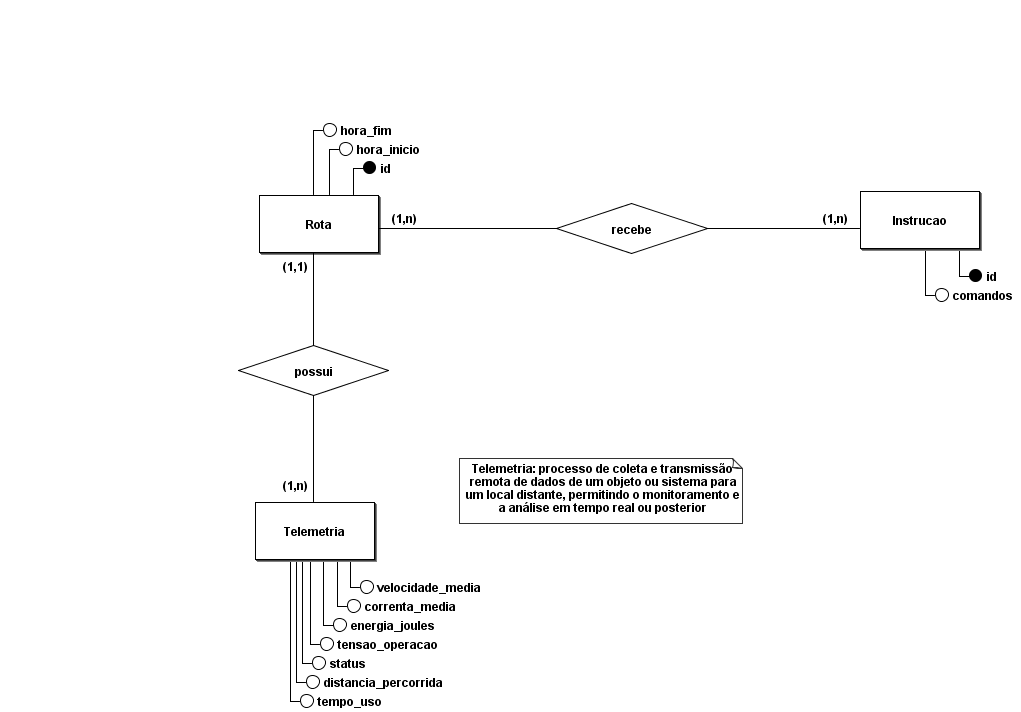 hora_fim
hora_inicio
id
Rota
(1,n)
recebe
(1,n)
Instrucao
id
comandos
(1,1)
possui
(1,n)
Telemetria
Telemetria: processo de coleta e transmissão
remota de dados de um objeto ou sistema para
um local distante, permitindo o monitoramento e
a análise em tempo real ou posterior
velocidade_media
correnta_media
energia_joules
tensao_operacao
status
distancia_percorrida
tempo_uso